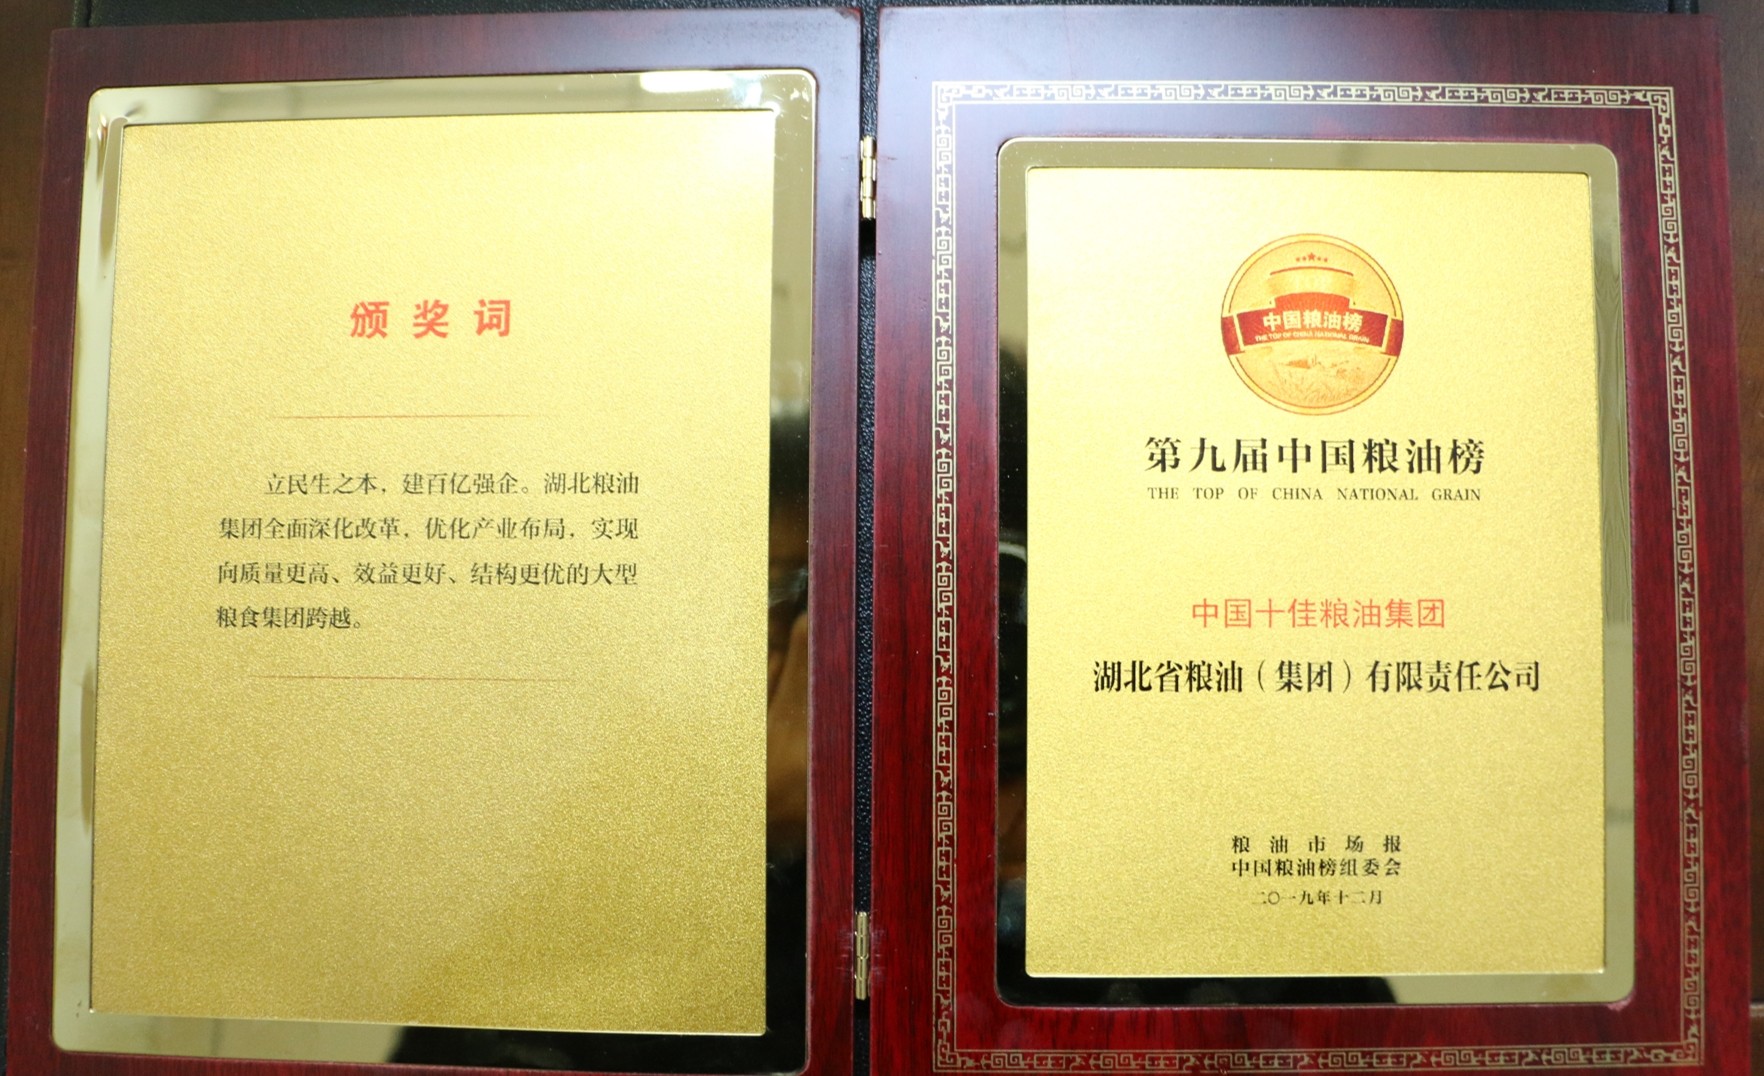 颁奖词
立民生之本，建百亿强企。湖北粮油
集团全面深化改革，优化产业布局，实现
向质量更高、效益更好、结构更优的大型
粮食集团跨越。
中国粮油榜
THE TOP OF CHINA NATIONAL GRAIN
第九届中国粮油榜
THE TOP OF CHINA NATIONAL GRAIN
中国十佳粮油集团
湖北省粮油（集团）有限责任公司
粮油市场报
中国粮油榜组委会
二〇一九年十二月